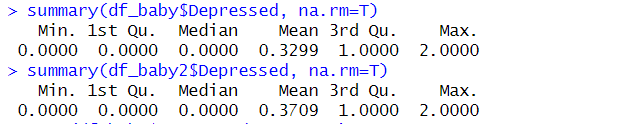 > summary(df_baby$Depressed, na.rm=T)
Min. 1st Qu. Median Mean 3rd Qu. Max.
0.0000 0.0000 0.0000 0.3299 1.0000 2.0000
> summary(df_baby2$Depressed, na.rm=T)
Min. 1st Qu. Median Mean 3rd Qu. Max.
0.0000 0.0000 0.0000 0.3709 1.0000 2.0000